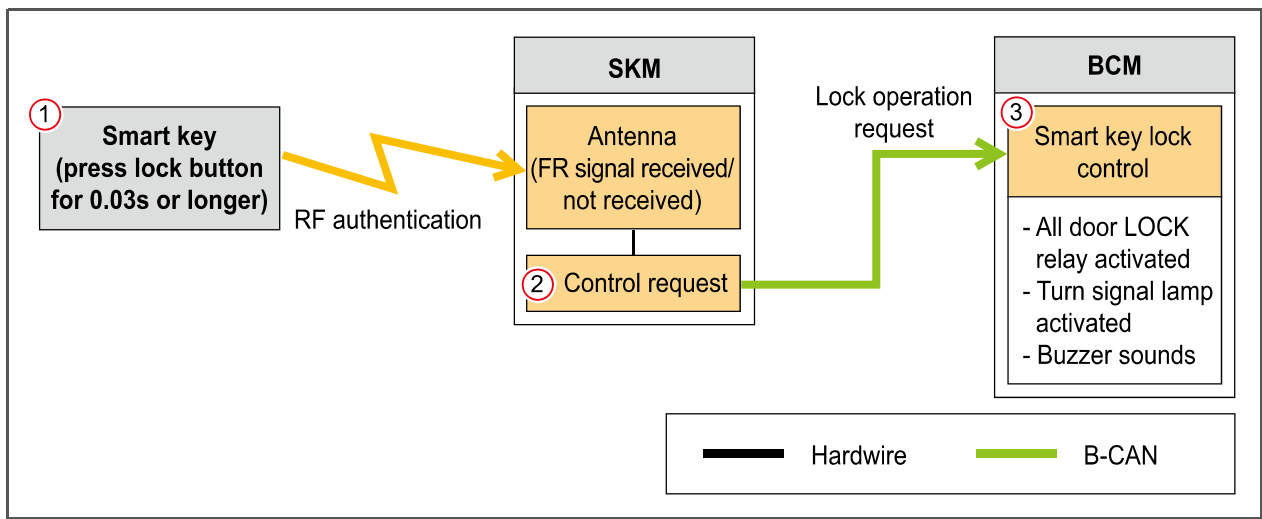 1
Smart key
(press lock button
for 0.03s or longer)
RF authentication
SKM
Antenna
(FR signal received/
not received)
2
Control request
Lock operation
request
BCM
3
Smart key lock
control
- All door LOCK
relay activated
- Turn signal lamp
activated
- Buzzer sounds
Hardwire
B-CAN